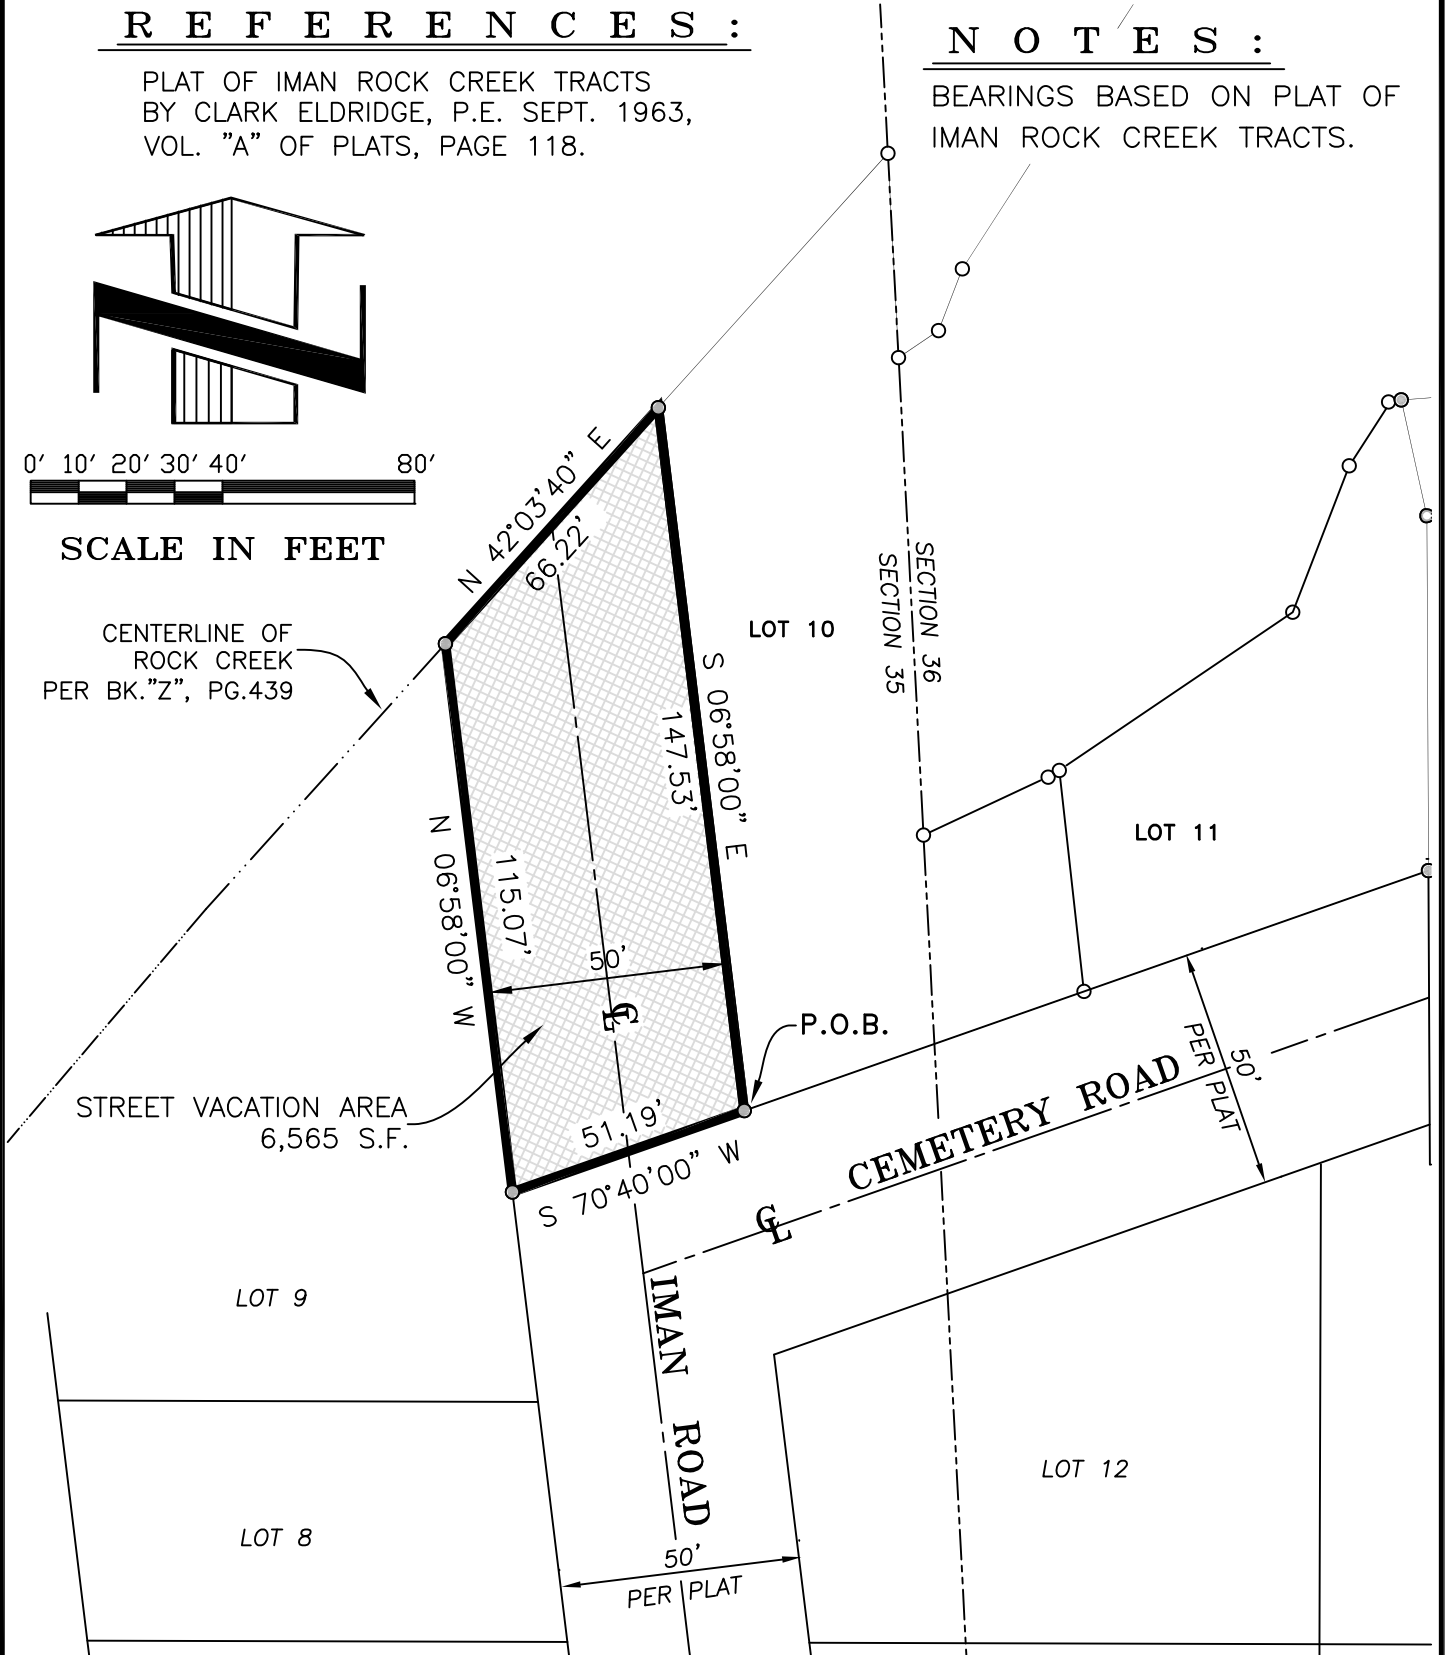 REFERENCES:
PLAT OF IMAN ROCK CREEK TRACTS
BY CLARK ELDRIDGE, P.E. SEPT. 1963,
VOL. "A" OF PLATS, PAGE 118.
NOTES:
BEARINGS BASED ON PLAT OF
IMAN ROCK CREEK TRACTS.
0' 10' 20' 30' 40' 80'
SCALE IN FEET
CENTERLINE OF
ROCK CREEK
PER BK."Z", PG.439
N 42°03'40" E
66.22'
S 06°58'00" E
147.53'
LOT 10
SECTION 36
SECTION 35
LOT 11
N 06°58'00" W
115.07'
50'
CL
P.O.B.
STREET VACATION AREA
6,565 S.F.
51.19'
S 70°40'00" W
CL CEMETERY ROAD
50'
PER PLAT
IMAN ROAD
LOT 9
LOT 8
LOT 12
50'
PER PLAT